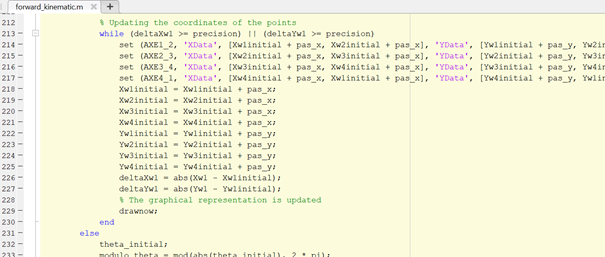 forward_kinematic.m
212 % Updating the coordinates of the points
213 while (deltaXw1 >= precision) || (deltaYw1 >= precision)
214 set (AXE1_2, 'XData', [Xw1initial + pas_x, Xw2initial + pas_x], 'YData', [Yw1initial + pas_y, Yw2in
215 set (AXE2_3, 'XData', [Xw2initial + pas_x, Xw3initial + pas_x], 'YData', [Yw2initial + pas_y, Yw3in
216 set (AXE3_4, 'XData', [Xw3initial + pas_x, Xw4initial + pas_x], 'YData', [Yw3initial + pas_y, Yw4in
217 set (AXE4_1, 'XData', [Xw4initial + pas_x, Xw1initial + pas_x], 'YData', [Yw4initial + pas_y, Yw1in
218 Xw1initial = Xw1initial + pas_x;
219 Xw2initial = Xw2initial + pas_x;
220 Xw3initial = Xw3initial + pas_x;
221 Xw4initial = Xw4initial + pas_x;
222 Yw1initial = Yw1initial + pas_y;
223 Yw2initial = Yw2initial + pas_y;
224 Yw3initial = Yw3initial + pas_y;
225 Yw4initial = Yw4initial + pas_y;
226 deltaXw1 = abs(Xw1 - Xw1initial);
227 deltaYw1 = abs(Yw1 - Yw1initial);
228 % The graphical representation is updated
229 drawnow;
230 end
231 else
232 theta_initial;
233 modulo_theta = mod(abs(theta_initial), 2 * pi);